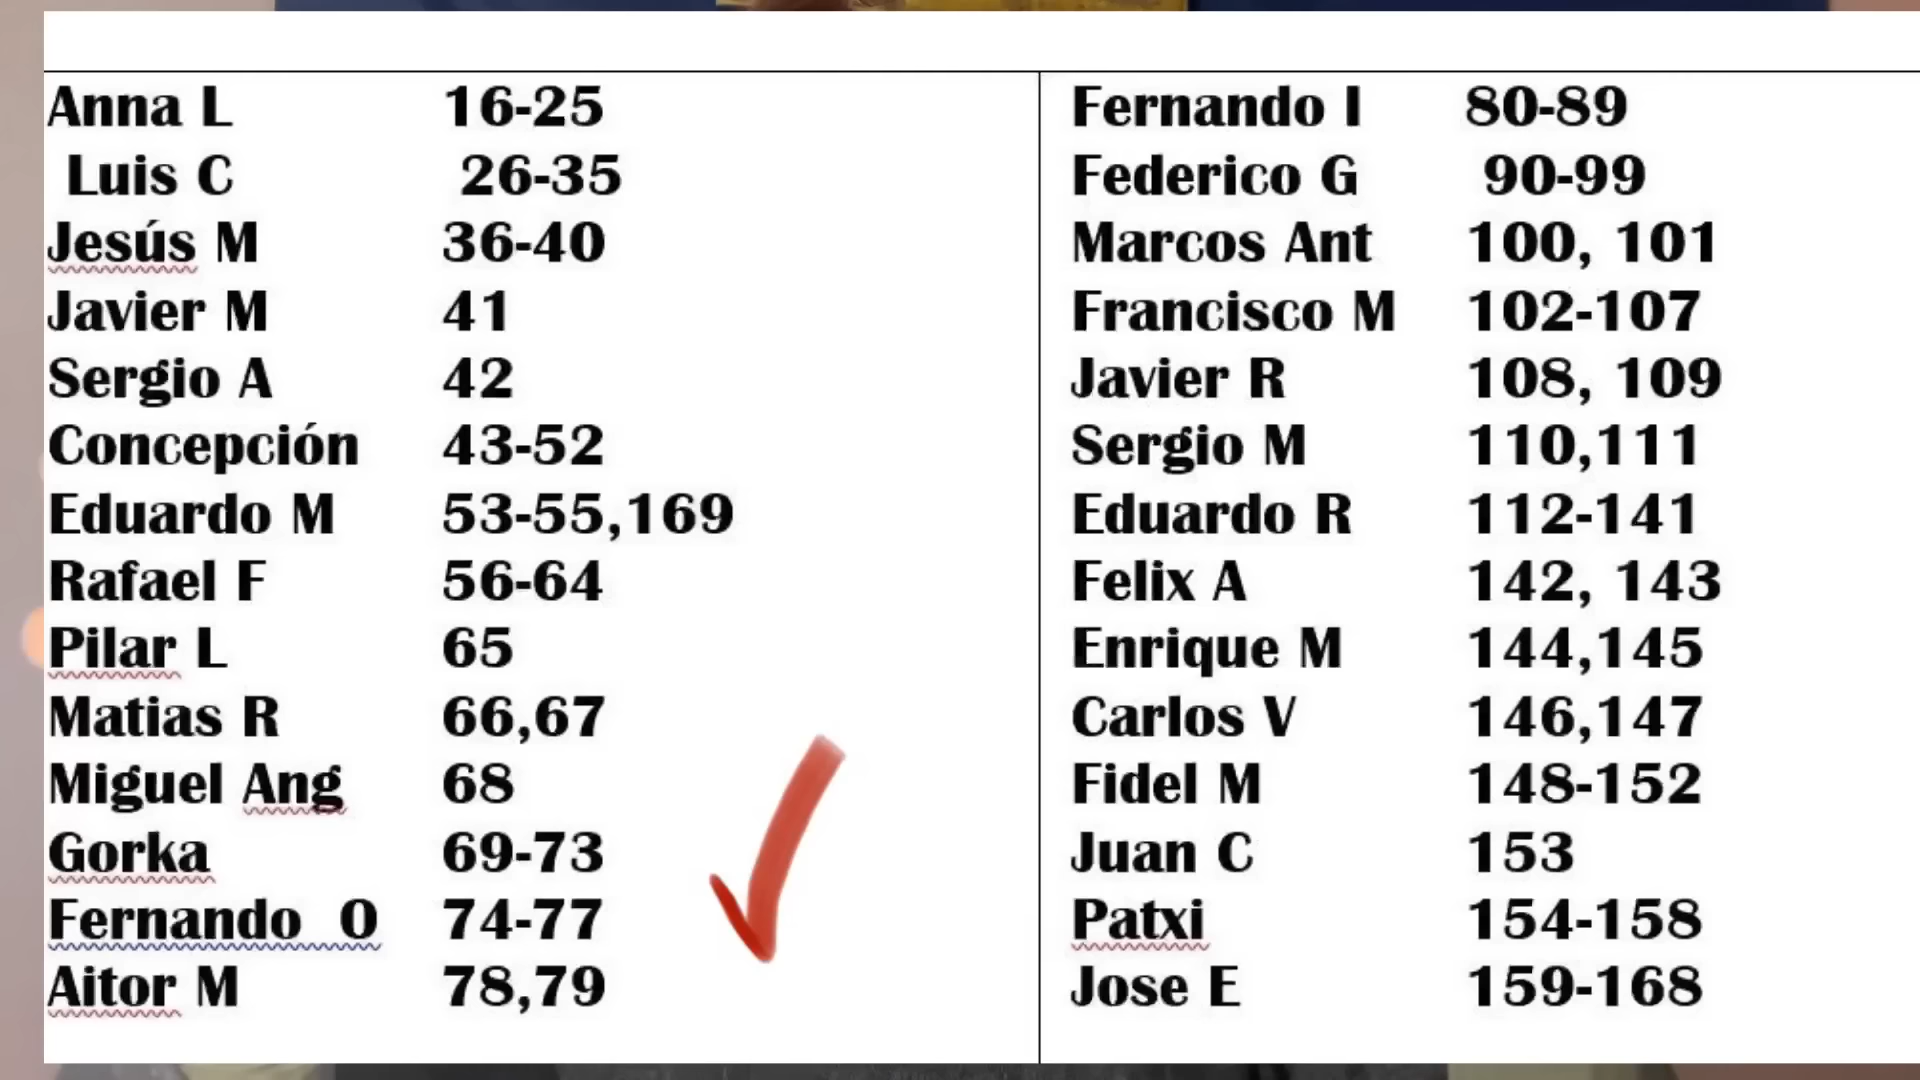 Anna L 16-25
Luis C 26-35
Jesús M 36-40
Javier M 41
Sergio A 42
Concepción 43-52
Eduardo M 53-55,169
Rafael F 56-64
Pilar L 65
Matias R 66,67
Miguel Ang 68
Gorka 69-73
Fernando O 74-77
Aitor M 78,79
Fernando I 80-89
Federico G 90-99
Marcos Ant 100, 101
Francisco M 102-107
Javier R 108, 109
Sergio M 110,111
Eduardo R 112-141
Felix A 142, 143
Enrique M 144,145
Carlos V 146,147
Fidel M 148-152
Juan C 153
Patxi 154-158
Jose E 159-168